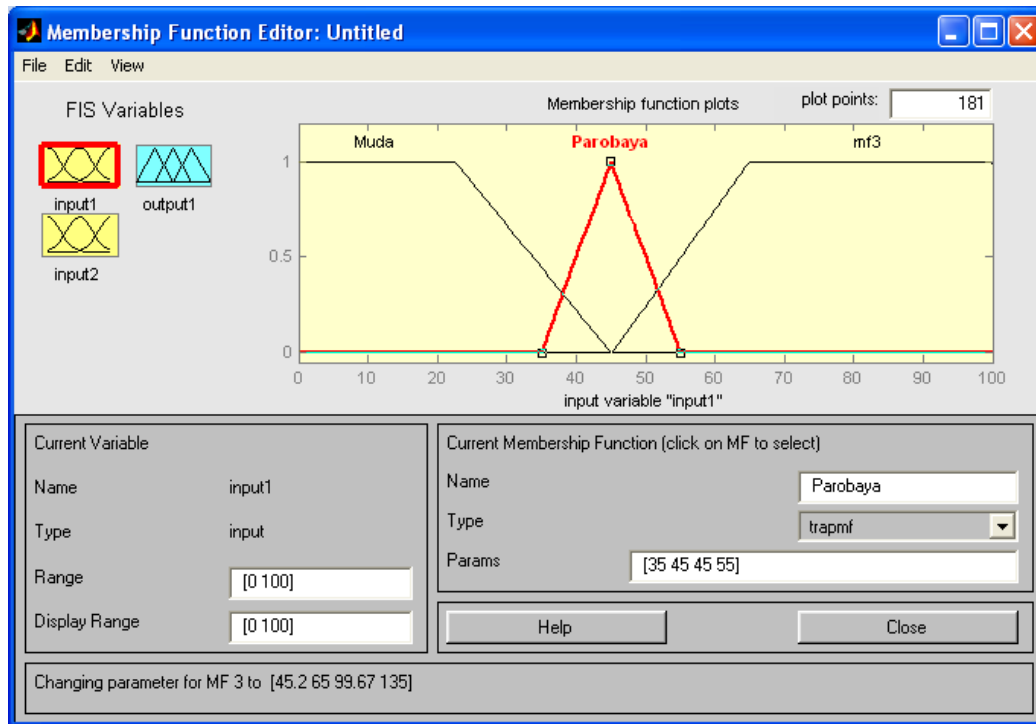 Membership Function Editor: Untitled
File Edit View
FIS Variables
input1
output1
input2
Membership function plots
plot points:
181
Muda
Parobaya
mf3
1
0.5
0
0 10 20 30 40 50 60 70 80 90 100
input variable "input1"
Current Variable
Name input1
Type input
Range [0 100]
Display Range [0 100]
Current Membership Function (click on MF to select)
Name Parobaya
Type trapmf
Params [35 45 45 55]
Help Close
Changing parameter for MF 3 to [45.2 65 99.67 135]